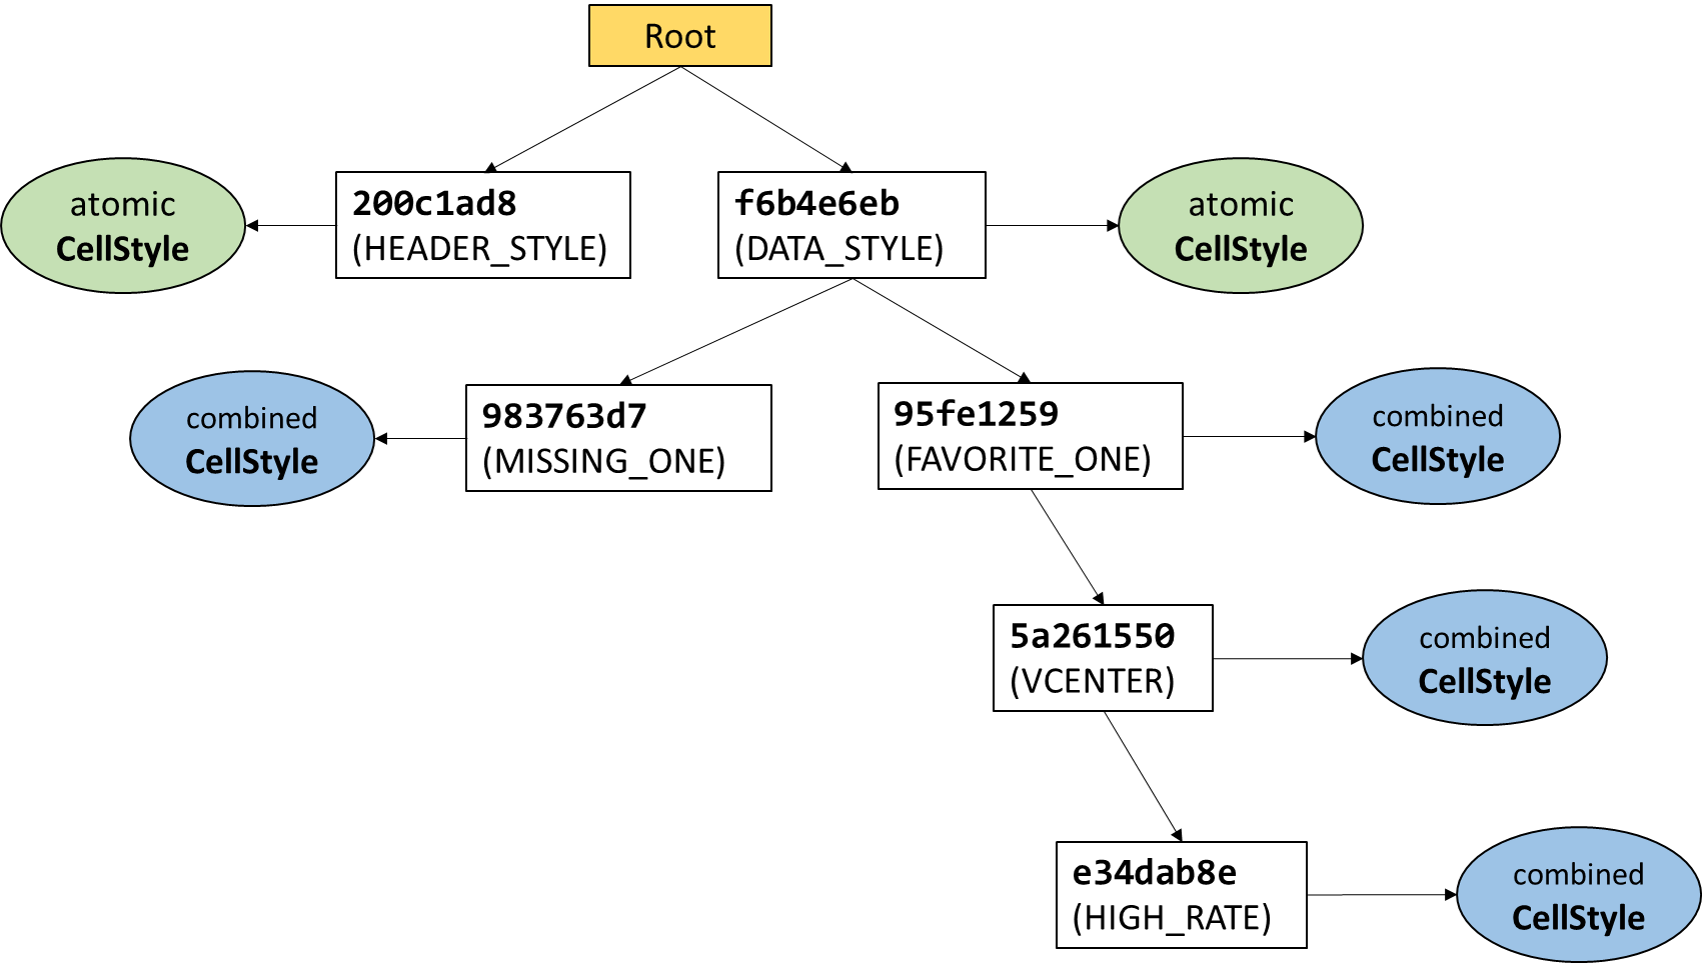 Root
atomic
CellStyle
200c1ad8
(HEADER_STYLE)
f6b4e6eb
(DATA_STYLE)
atomic
CellStyle
combined
CellStyle
983763d7
(MISSING_ONE)
95fe1259
(FAVORITE_ONE)
combined
CellStyle
5a261550
(VCENTER)
combined
CellStyle
e34dab8e
(HIGH_RATE)
combined
CellStyle